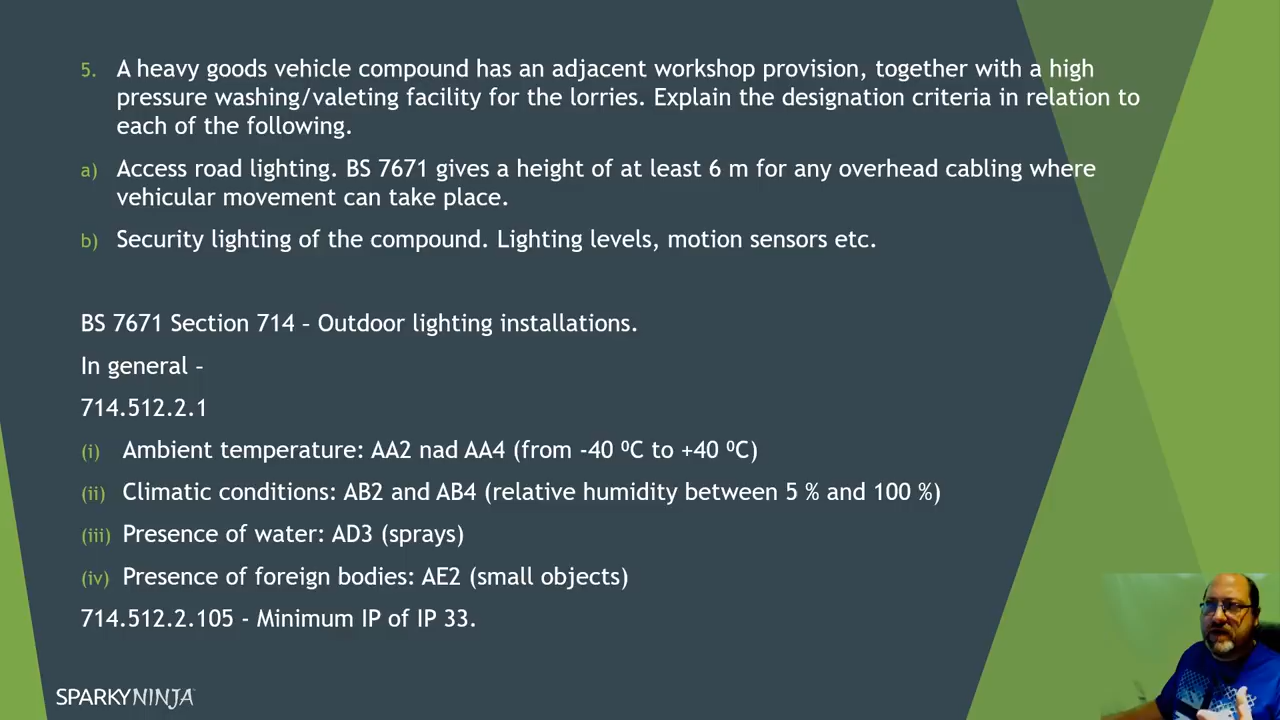 5. A heavy goods vehicle compound has an adjacent workshop provision, together with a high
pressure washing/valeting facility for the lorries. Explain the designation criteria in relation to
each of the following.
a) Access road lighting. BS 7671 gives a height of at least 6 m for any overhead cabling where
vehicular movement can take place.
b) Security lighting of the compound. Lighting levels, motion sensors etc.
BS 7671 Section 714 – Outdoor lighting installations.
In general –
714.512.2.1
(i) Ambient temperature: AA2 nad AA4 (from -40 ⁰C to +40 ⁰C)
(ii) Climatic conditions: AB2 and AB4 (relative humidity between 5 % and 100 %)
(iii) Presence of water: AD3 (sprays)
(iv) Presence of foreign bodies: AE2 (small objects)
714.512.2.105 - Minimum IP of IP 33.
SPARKYNINJA